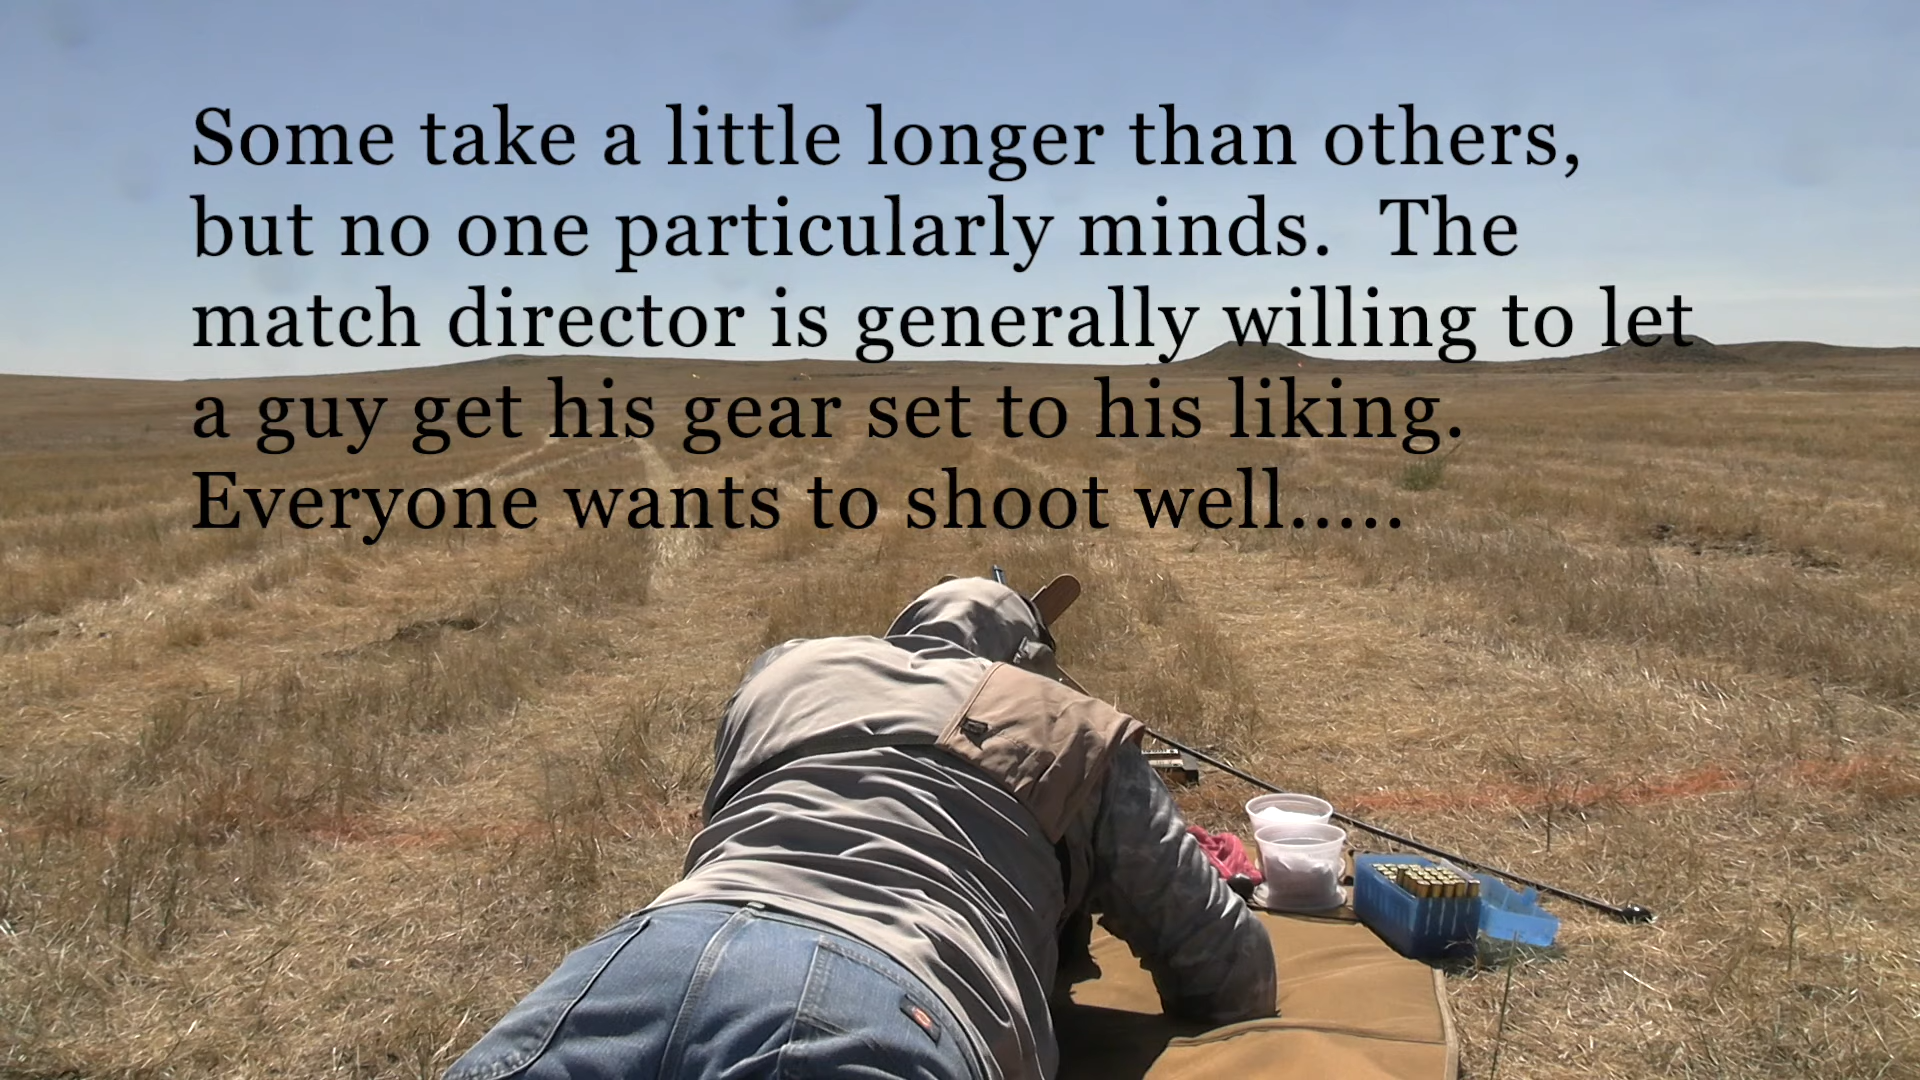 Some take a little longer than others,
but no one particularly minds.  The
match director is generally willing to let
a guy get his gear set to his liking.
Everyone wants to shoot well.....